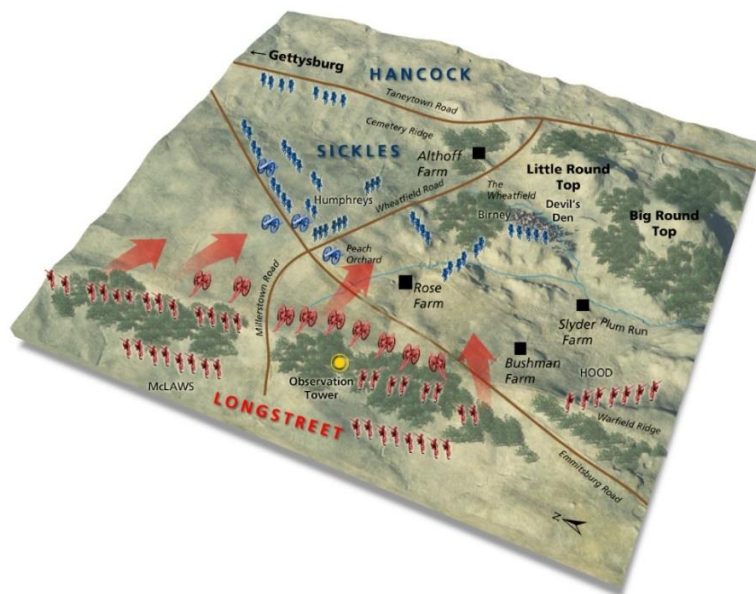 ← Gettysburg
HANCOCK
Taneytown Road
Cemetery Ridge
SICKLES
Althoff
Farm
Little Round
Top
The
Wheatfield
Devil's
Den
Big Round
Top
Humphreys
Wheatfield Road
Birney
Peach
Orchard
Millerstown Road
Rose
Farm
Slyder
Farm
Plum Run
Bushman
Farm
HOOD
Observation
Tower
McLAWS
LONGSTREET
Warfield Ridge
Emmitsburg Road
N